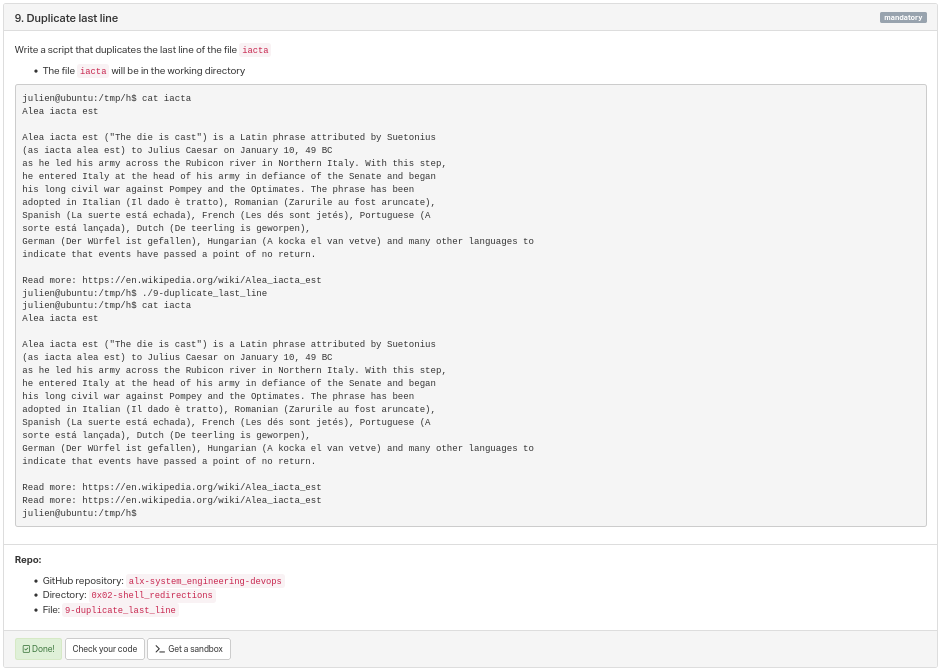 9. Duplicate last line
mandatory
Write a script that duplicates the last line of the file iacta
• The file iacta will be in the working directory
julien@ubuntu:/tmp/h$ cat iacta
Alea iacta est
Alea iacta est ("The die is cast") is a Latin phrase attributed by Suetonius
(as iacta alea est) to Julius Caesar on January 10, 49 BC
as he led his army across the Rubicon river in Northern Italy. With this step,
he entered Italy at the head of his army in defiance of the Senate and began
his long civil war against Pompey and the Optimates. The phrase has been
adopted in Italian (Il dado è tratto), Romanian (Zarurile au fost aruncate),
Spanish (La suerte está echada), French (Les dés sont jetés), Portuguese (A
sorte está lançada), Dutch (De teerling is geworpen),
German (Der Würfel ist gefallen), Hungarian (A kocka el van vetve) and many other languages to
indicate that events have passed a point of no return.
Read more: https://en.wikipedia.org/wiki/Alea_iacta_est
julien@ubuntu:/tmp/h$ ./9-duplicate_last_line
julien@ubuntu:/tmp/h$ cat iacta
Alea iacta est
Alea iacta est ("The die is cast") is a Latin phrase attributed by Suetonius
(as iacta alea est) to Julius Caesar on January 10, 49 BC
as he led his army across the Rubicon river in Northern Italy. With this step,
he entered Italy at the head of his army in defiance of the Senate and began
his long civil war against Pompey and the Optimates. The phrase has been
adopted in Italian (Il dado è tratto), Romanian (Zarurile au fost aruncate),
Spanish (La suerte está echada), French (Les dés sont jetés), Portuguese (A
sorte está lançada), Dutch (De teerling is geworpen),
German (Der Würfel ist gefallen), Hungarian (A kocka el van vetve) and many other languages to
indicate that events have passed a point of no return.
Read more: https://en.wikipedia.org/wiki/Alea_iacta_est
Read more: https://en.wikipedia.org/wiki/Alea_iacta_est
julien@ubuntu:/tmp/h$
Repo:
• GitHub repository: alx-system_engineering-devops
• Directory: 0x02-shell_redirections
• File: 9-duplicate_last_line
Done! Check your code >_ Get a sandbox